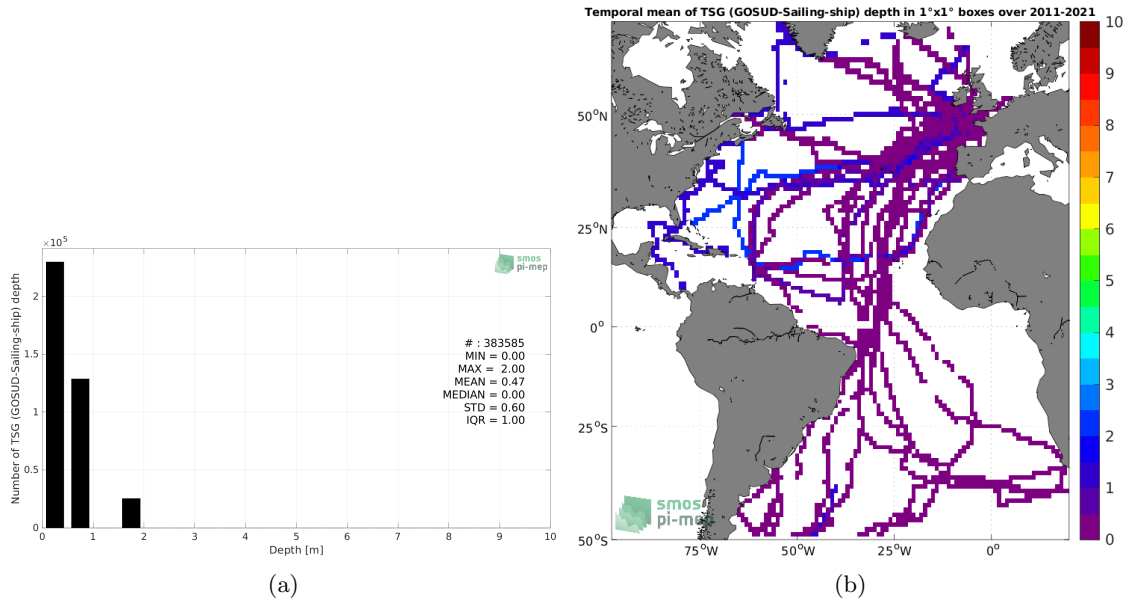 Temporal mean of TSG (GOSUD-Sailing-ship) depth in 1°x1° boxes over 2011-2021
×10⁵
2
1.5
1
0.5
0
Number of TSG (GOSUD-Sailing-ship) depth
smos
pi-mep
# : 383585
MIN = 0.00
MAX = 2.00
MEAN = 0.47
MEDIAN = 0.00
STD = 0.60
IQR = 1.00
0 1 2 3 4 5 6 7 8 9 10
Depth [m]
(a)
50°N
25°N
0°
25°S
50°S
smos
pi-mep
75°W 50°W 25°W 0°
10
9
8
7
6
5
4
3
2
1
0
(b)